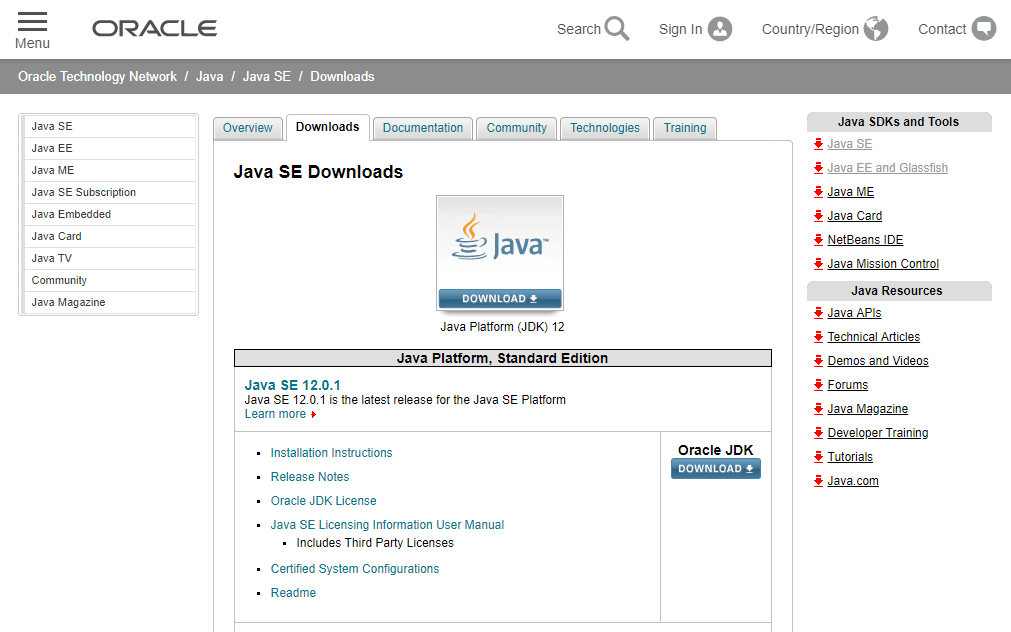 Menu
ORACLE
Search
Sign In
Country/Region
Contact
Oracle Technology Network / Java / Java SE / Downloads
Java SE
Java EE
Java ME
Java SE Subscription
Java Embedded
Java Card
Java TV
Community
Java Magazine
Overview
Downloads
Documentation
Community
Technologies
Training
Java SE Downloads
Java™
DOWNLOAD
Java Platform (JDK) 12
Java Platform, Standard Edition
Java SE 12.0.1
Java SE 12.0.1 is the latest release for the Java SE Platform
Learn more
Installation Instructions
Release Notes
Oracle JDK License
Java SE Licensing Information User Manual
Includes Third Party Licenses
Certified System Configurations
Readme
Oracle JDK
DOWNLOAD
Java SDKs and Tools
Java SE
Java EE and Glassfish
Java ME
Java Card
NetBeans IDE
Java Mission Control
Java Resources
Java APIs
Technical Articles
Demos and Videos
Forums
Java Magazine
Developer Training
Tutorials
Java.com